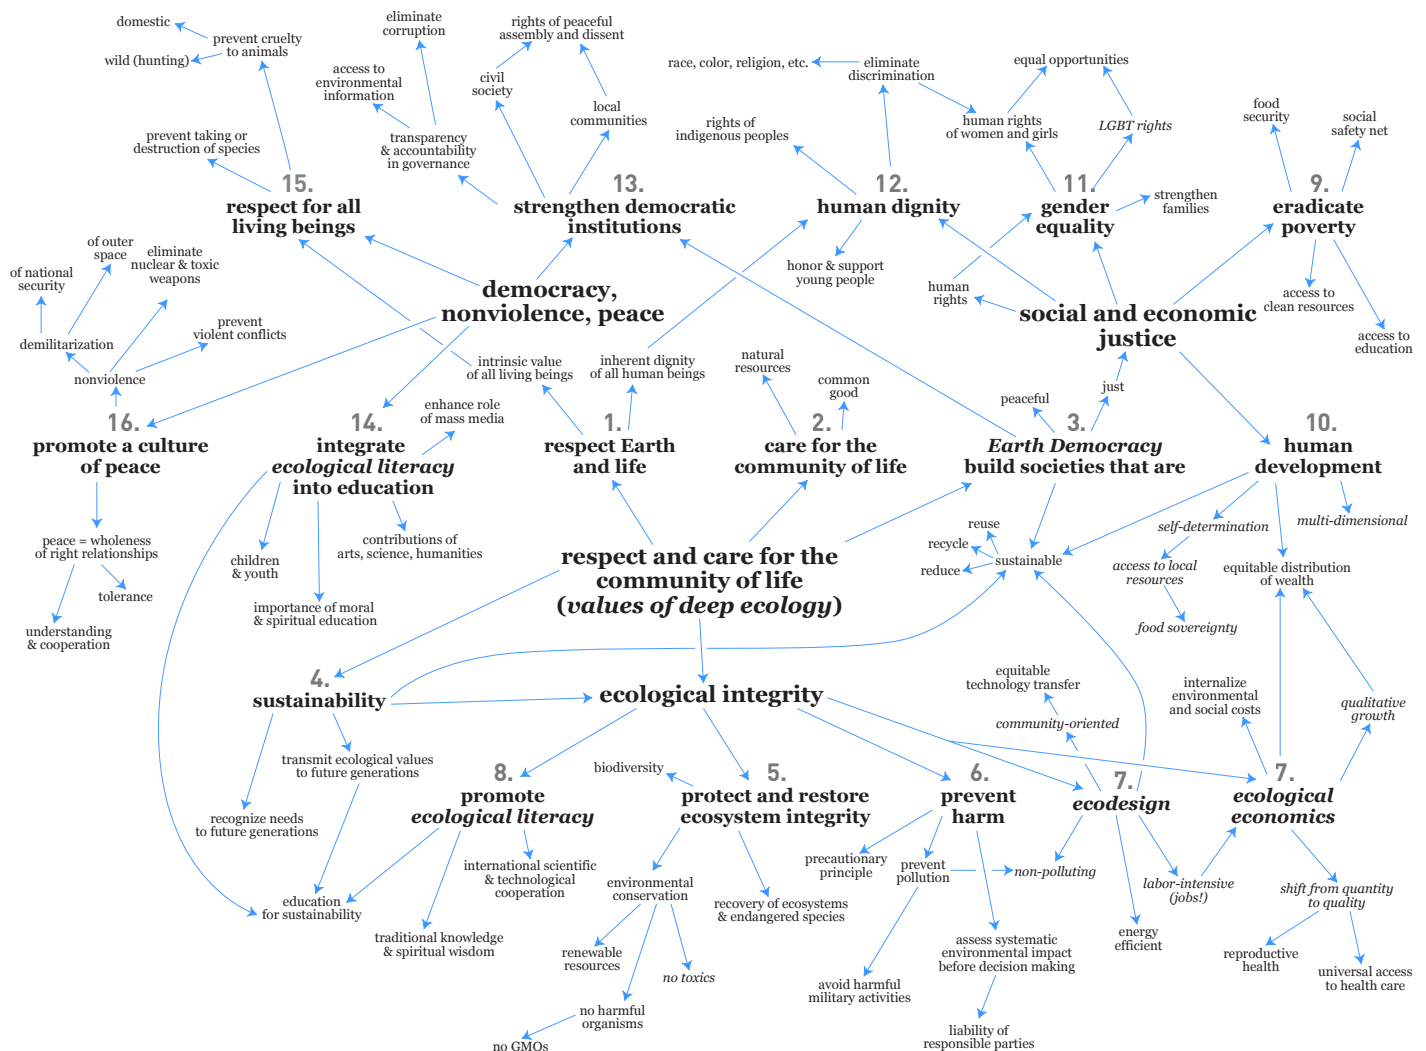 domestic
prevent cruelty
to animals
wild (hunting)
eliminate
corruption
rights of peaceful
assembly and dissent
access to
environmental
information
civil
society
local
communities
transparency
& accountability
in governance
prevent taking or
destruction of species
race, color, religion, etc.
eliminate
discrimination
equal opportunities
rights of
indigenous peoples
human rights
of women and girls
LGBT rights
food
security
social
safety net
15.
respect for all
living beings
13.
strengthen democratic
institutions
12.
human dignity
11.
gender
equality
strengthen
families
9.
eradicate
poverty
of national
security
of outer
space
eliminate
nuclear & toxic
weapons
demilitarization
prevent
violent conflicts
nonviolence
democracy,
nonviolence, peace
honor & support
young people
human
rights
social and economic
justice
access to
clean resources
access to
education
intrinsic value
of all living beings
inherent dignity
of all human beings
natural
resources
common
good
peaceful
just
enhance role
of mass media
16.
promote a culture
of peace
14.
integrate
ecological literacy
into education
1.
respect Earth
and life
2.
care for the
community of life
3.
Earth Democracy
build societies that are
10.
human
development
peace = wholeness
of right relationships
tolerance
understanding
& cooperation
children
& youth
importance of moral
& spiritual education
contributions of
arts, science, humanities
respect and care for the
community of life
(values of deep ecology)
reuse
recycle
reduce
sustainable
self-determination
multi-dimensional
access to local
resources
food sovereignty
equitable distribution
of wealth
4.
sustainability
ecological integrity
equitable
technology transfer
community-oriented
internalize
environmental
and social costs
qualitative
growth
transmit ecological values
to future generations
recognize needs
to future generations
education
for sustainability
8.
promote
ecological literacy
international scientific
& technological
cooperation
traditional knowledge
& spiritual wisdom
biodiversity
5.
protect and restore
ecosystem integrity
environmental
conservation
recovery of ecosystems
& endangered species
renewable
resources
no toxics
no harmful
organisms
no GMOs
6.
prevent
harm
precautionary
principle
prevent
pollution
non-polluting
avoid harmful
military activities
assess systematic
environmental impact
before decision making
liability of
responsible parties
7.
ecodesign
labor-intensive
(jobs!)
energy
efficient
7.
ecological
economics
shift from quantity
to quality
reproductive
health
universal access
to health care